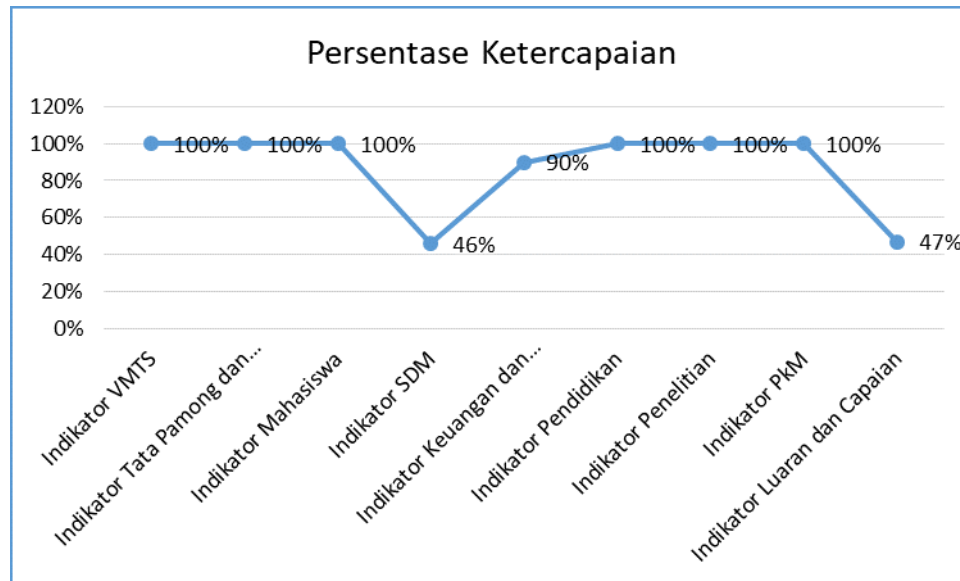 Persentase Ketercapaian
120%
100%
80%
60%
40%
20%
0%
100%
100%
100%
46%
90%
100%
100%
100%
47%
Indikator VMTS
Indikator Tata Pamong dan...
Indikator Mahasiswa
Indikator SDM
Indikator Keuangan dan...
Indikator Pendidikan
Indikator Penelitian
Indikator PkM
Indikator Luaran dan Capaian